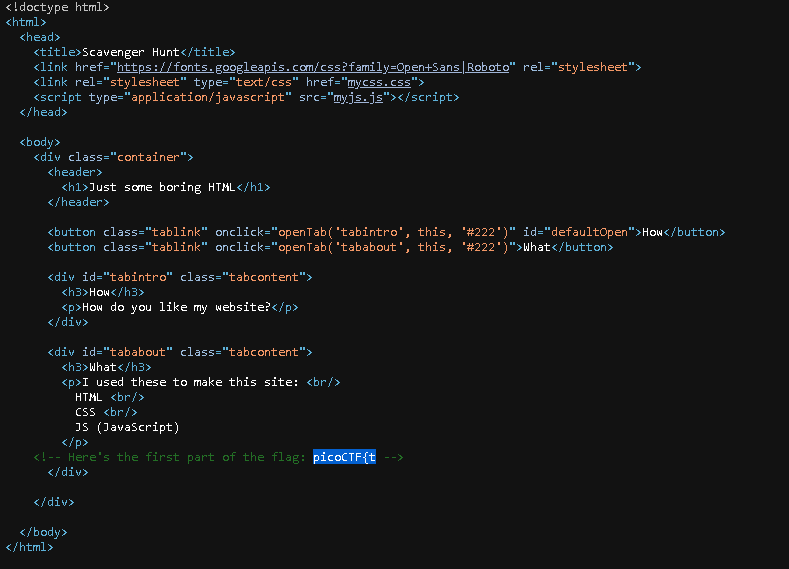 <!doctype html>
<html>
<head>
<title>Scavenger Hunt</title>
<link href="https://fonts.googleapis.com/css?family=Open+Sans|Roboto" rel="stylesheet">
<link rel="stylesheet" type="text/css" href="mycss.css">
<script type="application/javascript" src="myjs.js"></script>
</head>
<body>
<div class="container">
<header>
<h1>Just some boring HTML</h1>
</header>
<button class="tablink" onclick="openTab('tabintro', this, '#222')" id="defaultOpen">How</button>
<button class="tablink" onclick="openTab('tababout', this, '#222')">What</button>
<div id="tabintro" class="tabcontent">
<h3>How</h3>
<p>How do you like my website?</p>
</div>
<div id="tababout" class="tabcontent">
<h3>What</h3>
<p>I used these to make this site: <br/>
HTML <br/>
CSS <br/>
JS (JavaScript)
</p>
<!-- Here's the first part of the flag: picoCTF{t -->
</div>
</div>
</body>
</html>